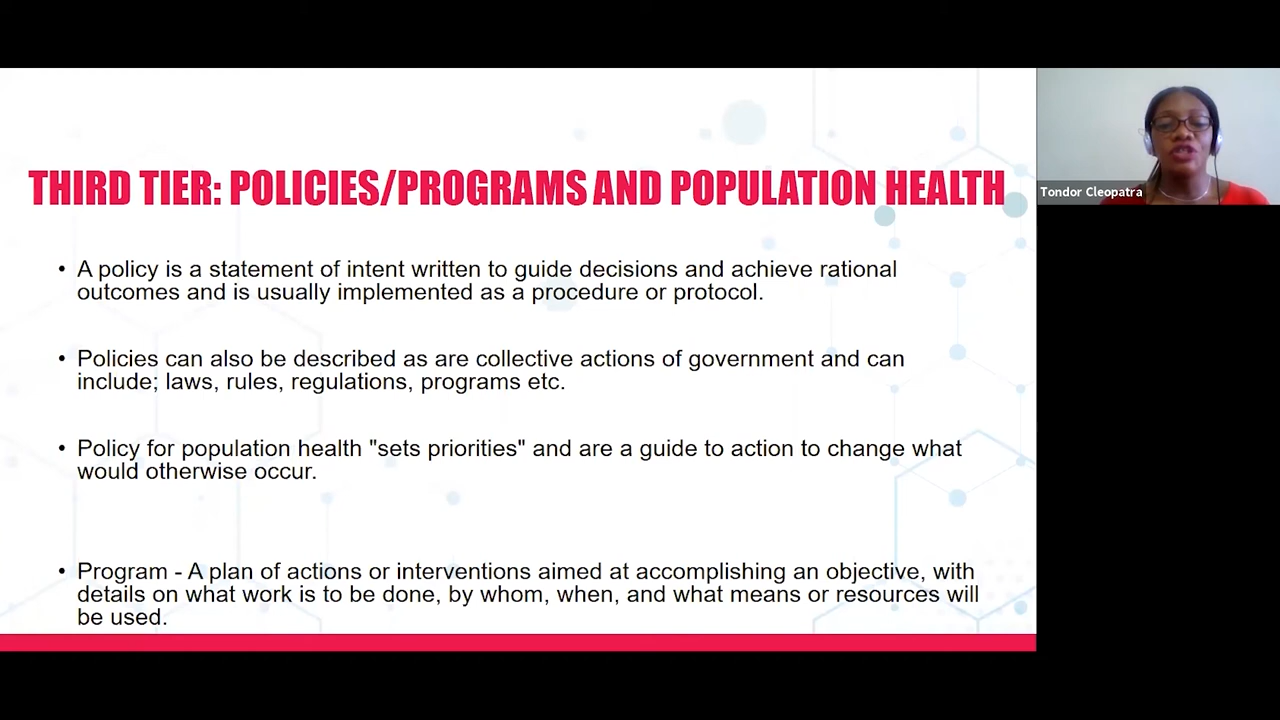 THIRD TIER: POLICIES/PROGRAMS AND POPULATION HEALTH
Tondor Cleopatra
• A policy is a statement of intent written to guide decisions and achieve rational
outcomes and is usually implemented as a procedure or protocol.
• Policies can also be described as are collective actions of government and can
include; laws, rules, regulations, programs etc.
• Policy for population health "sets priorities" and are a guide to action to change what
would otherwise occur.
• Program - A plan of actions or interventions aimed at accomplishing an objective, with
details on what work is to be done, by whom, when, and what means or resources will
be used.